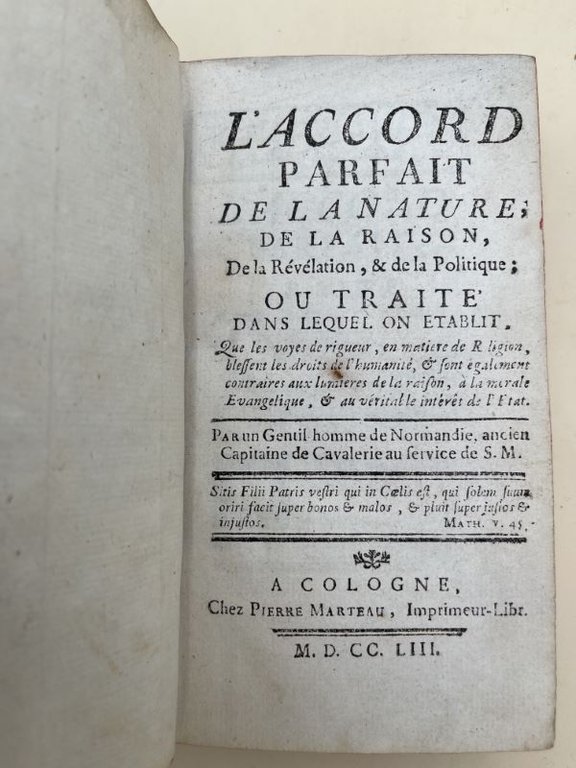 L'ACCORD
PARFAIT
DE LA NATURE;
DE LA RAISON,
De la Révélation, & de la Politique;
OU TRAITE'
DANS LEQUEL ON ETABLIT.
Que les voyes de rigueur, en matiere de R ligion,
blessent les droits de l'humanité, & sont également
contraires aux lumieres de la raison, à la morale
Evangelique, & au véritable intérêt de l'Etat.
PAR un Gentil-homme de Normandie, ancien
Capitaine de Cavalerie au service de S. M.
Sitis Filii Patris vestri qui in Cœlis est, qui solem suum
oriri facit super bonos & malos, & pluit super justos &
injustos. MATH. V. 45.
A COLOGNE,
Chez PIERRE MARTEAU, Imprimeur-Libr.
M. D. CC. LIII.